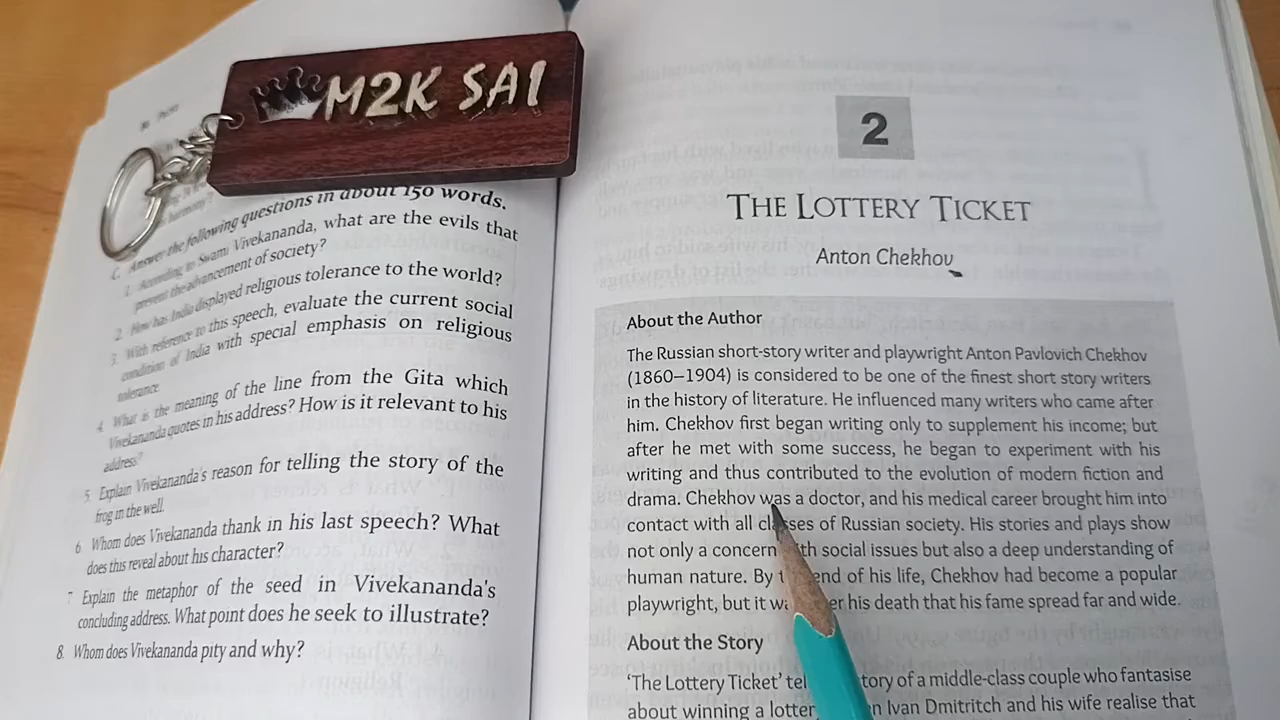 M2K SAI
C. Answer the following questions in about 150 words.
1. According to Swami Vivekananda, what are the evils that
prevent the advancement of society?
2. How has India displayed religious tolerance to the world?
3. With reference to this speech, evaluate the current social
condition of India with special emphasis on religious
tolerance.
4. What is the meaning of the line from the Gita which
Vivekananda quotes in his address? How is it relevant to his
address?
5 Explain Vivekananda's reason for telling the story of the
frog in the well.
6 Whom does Vivekananda thank in his last speech? What
does this reveal about his character?
7 Explain the metaphor of the seed in Vivekananda's
concluding address. What point does he seek to illustrate?
8. Whom does Vivekananda pity and why?
2
THE LOTTERY TICKET
Anton Chekhov
About the Author
The Russian short-story writer and playwright Anton Pavlovich Chekhov
(1860–1904) is considered to be one of the finest short story writers
in the history of literature. He influenced many writers who came after
him. Chekhov first began writing only to supplement his income; but
after he met with some success, he began to experiment with his
writing and thus contributed to the evolution of modern fiction and
drama. Chekhov was a doctor, and his medical career brought him into
contact with all classes of Russian society. His stories and plays show
not only a concern with social issues but also a deep understanding of
human nature. By end of his life, Chekhov had become a popular
playwright, but it his death that his fame spread far and wide.
About the Story
'The Lottery Ticket' of a middle-class couple who fantasise
about winning a lottery Ivan Dmitritch and his wife realise that